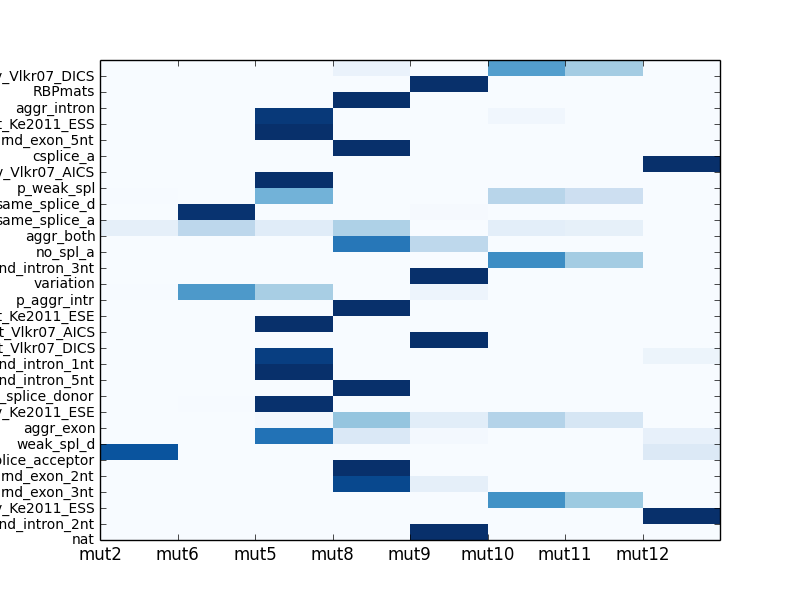 y_Vlkr07_DICS
RBPmats
aggr_intron
t_Ke2011_ESS
rnd_exon_5nt
csplice_a
y_Vlkr07_AICS
p_weak_spl
same_splice_d
same_splice_a
aggr_both
no_spl_a
nd_intron_3nt
variation
p_aggr_intr
t_Ke2011_ESE
t_Vlkr07_AICS
t_Vlkr07_DICS
nd_intron_1nt
nd_intron_5nt
_splice_donor
y_Ke2011_ESE
aggr_exon
weak_spl_d
plice_acceptor
rnd_exon_2nt
rnd_exon_3nt
y_Ke2011_ESS
nd_intron_2nt
nat
mut2 mut6 mut5 mut8 mut9 mut10 mut11 mut12